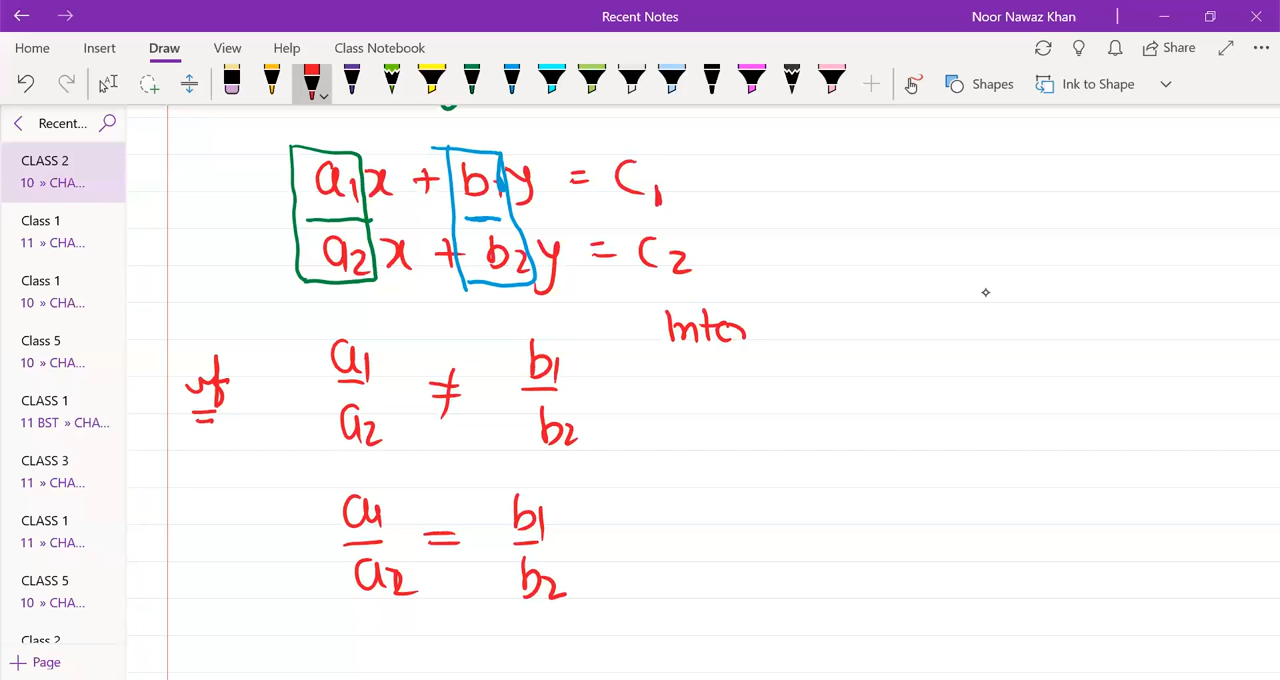 Recent Notes
Noor Nawaz Khan
Home Insert Draw View Help Class Notebook
Share
Shapes
Ink to Shape
Recent...
CLASS 2
10 » CHA...
Class 1
11 » CHA...
Class 1
10 » CHA...
Class 5
10 » CHA...
CLASS 1
11 BST » CHA...
CLASS 3
11 » CHA...
CLASS 1
11 » CHA...
CLASS 5
10 » CHA...
Class 2
+ Page
a1x + b1y = C1
a2x + b2y = C2
Inter
if a1/a2 ≠ b1/b2
a1/a2 = b1/b2